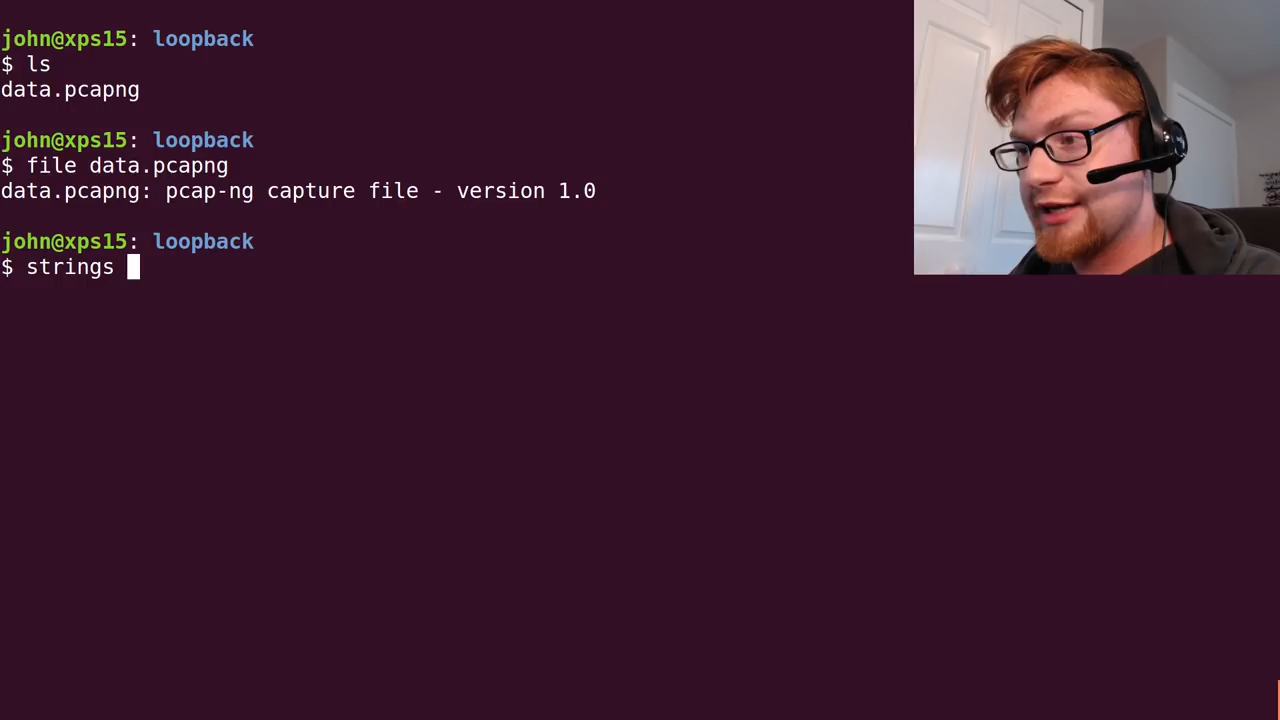 john@xps15: loopback
$ ls
data.pcapng
john@xps15: loopback
$ file data.pcapng
data.pcapng: pcap-ng capture file - version 1.0
john@xps15: loopback
$ strings